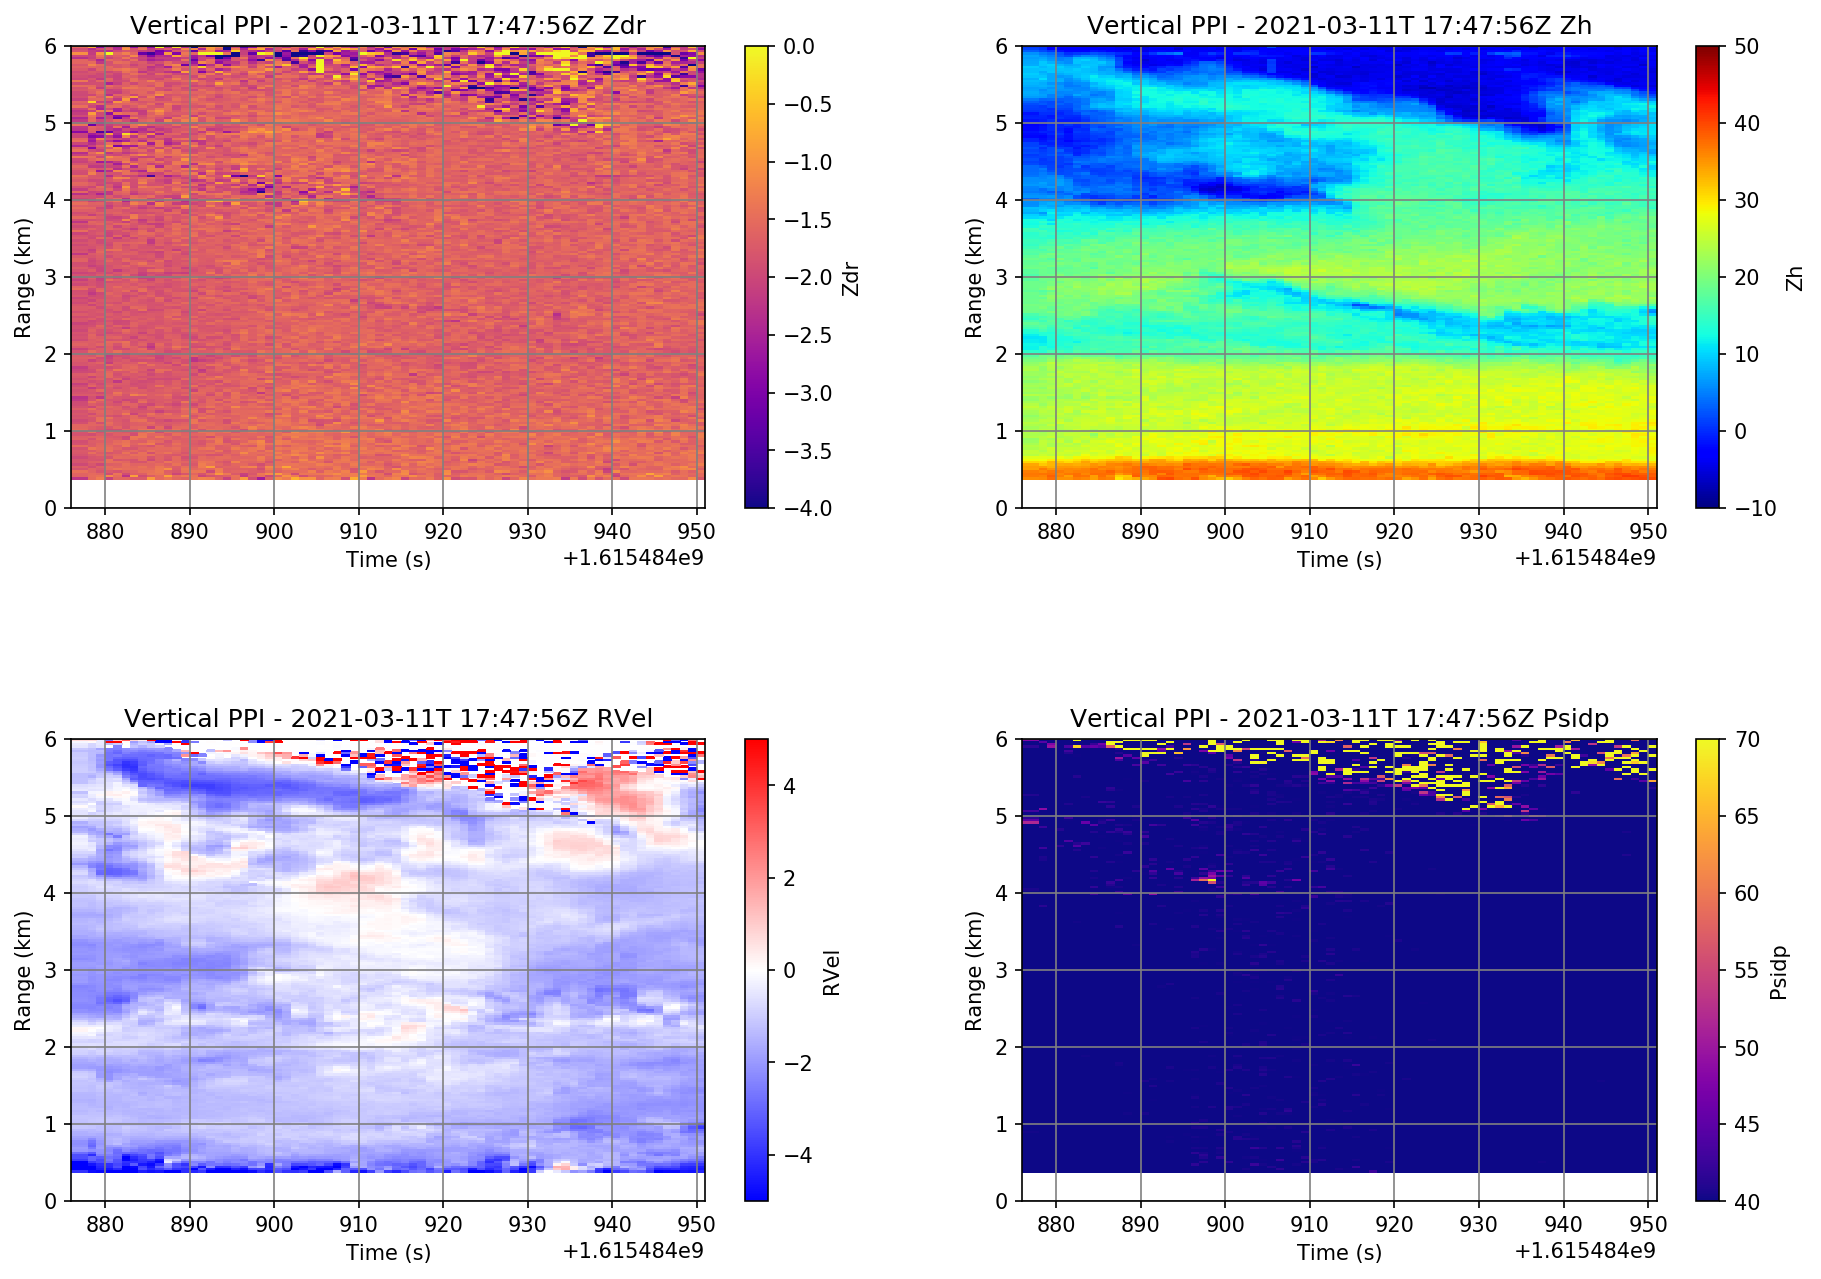 Vertical PPI - 2021-03-11T 17:47:56Z Zdr
6
5
4
3
2
1
0
Range (km)
880 890 900 910 920 930 940 950
Time (s)
+1.615484e9
0.0
−0.5
−1.0
−1.5
−2.0
−2.5
−3.0
−3.5
−4.0
Zdr
Vertical PPI - 2021-03-11T 17:47:56Z Zh
6
5
4
3
2
1
0
Range (km)
880 890 900 910 920 930 940 950
Time (s)
+1.615484e9
50
40
30
20
10
0
−10
Zh
Vertical PPI - 2021-03-11T 17:47:56Z RVel
6
5
4
3
2
1
0
Range (km)
880 890 900 910 920 930 940 950
Time (s)
+1.615484e9
4
2
0
−2
−4
RVel
Vertical PPI - 2021-03-11T 17:47:56Z Psidp
6
5
4
3
2
1
0
Range (km)
880 890 900 910 920 930 940 950
Time (s)
+1.615484e9
70
65
60
55
50
45
40
Psidp